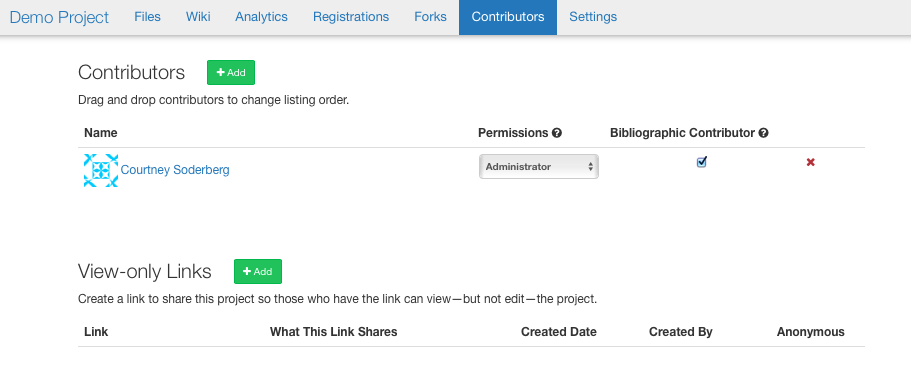 Demo Project Files Wiki Analytics Registrations Forks Contributors Settings
Contributors + Add
Drag and drop contributors to change listing order.
Name Permissions ? Bibliographic Contributor ?
Courtney Soderberg Administrator
View-only Links + Add
Create a link to share this project so those who have the link can view—but not edit—the project.
Link What This Link Shares Created Date Created By Anonymous